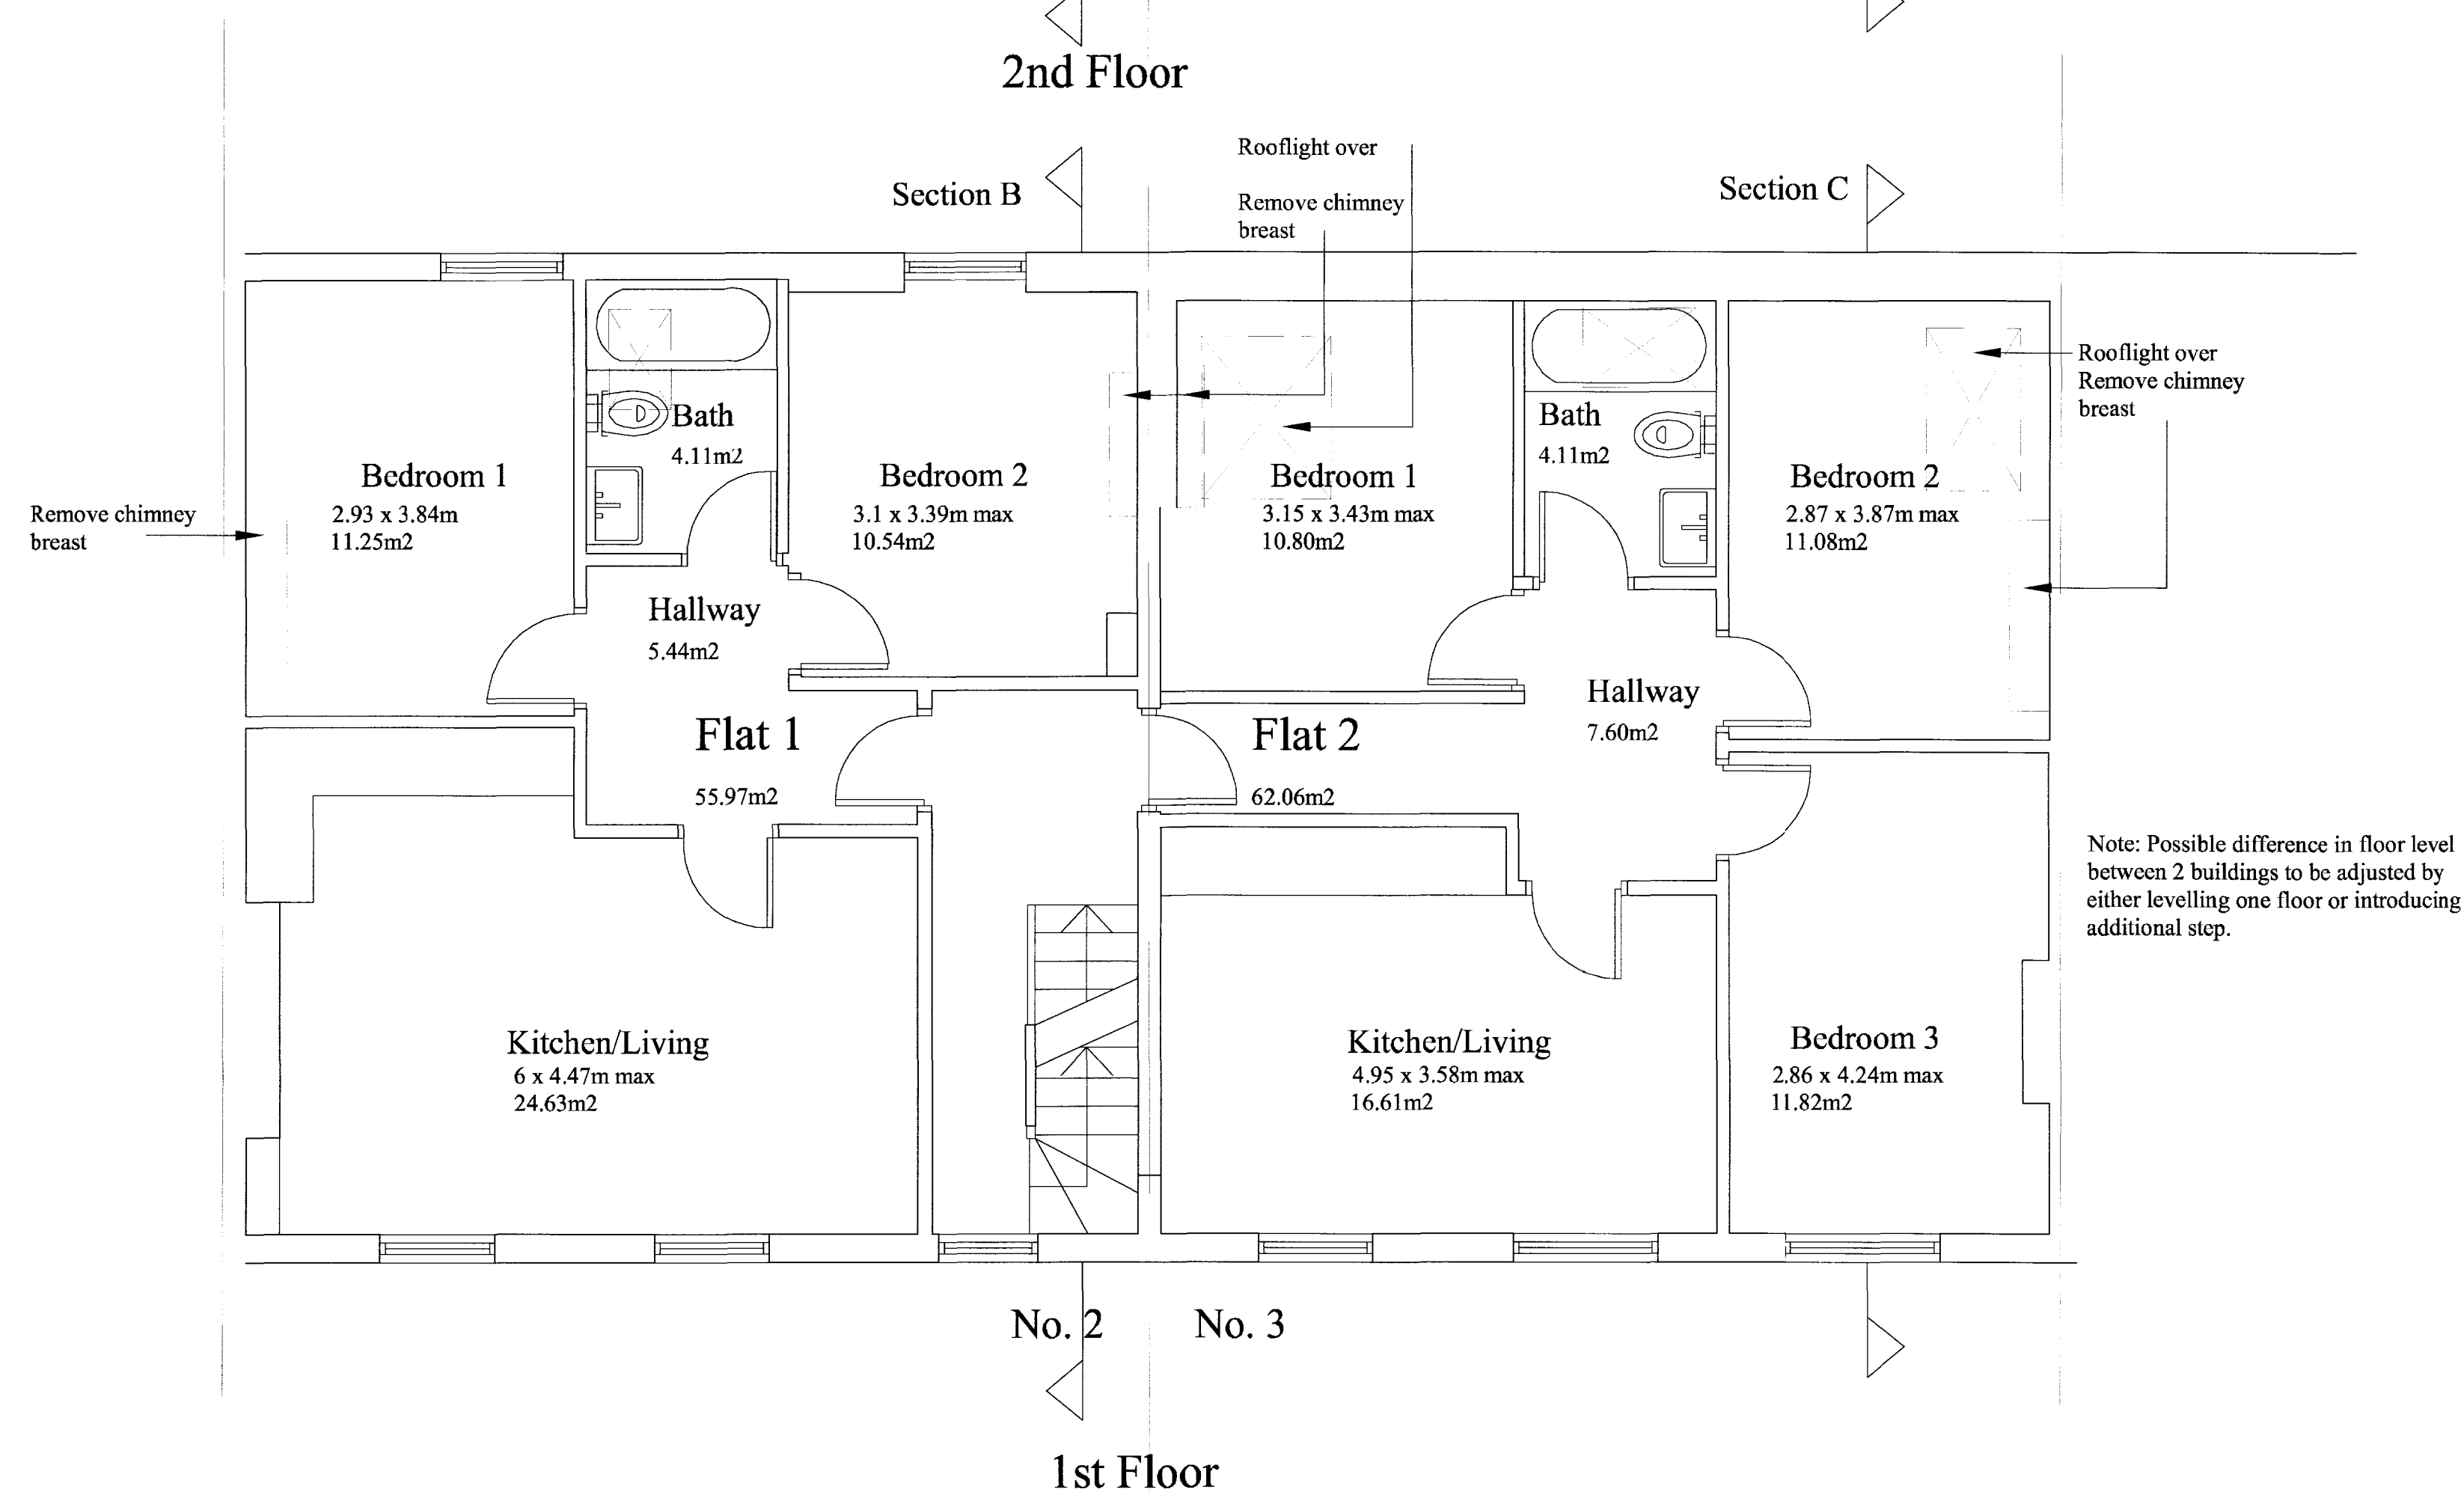 2nd Floor
Rooflight over
Section B
Section C
Remove chimney
breast
Rooflight over
Remove chimney
breast
Bath
4.11m2
Bath
4.11m2
Bedroom 1
2.93 x 3.84m
11.25m2
Bedroom 2
3.1 x 3.39m max
10.54m2
Bedroom 1
3.15 x 3.43m max
10.80m2
Bedroom 2
2.87 x 3.87m max
11.08m2
Remove chimney
breast
Hallway
5.44m2
Hallway
7.60m2
Flat 1
55.97m2
Flat 2
62.06m2
Note: Possible difference in floor level
between 2 buildings to be adjusted by
either levelling one floor or introducing
additional step.
Kitchen/Living
6 x 4.47m max
24.63m2
Kitchen/Living
4.95 x 3.58m max
16.61m2
Bedroom 3
2.86 x 4.24m max
11.82m2
No. 2
No. 3
1st Floor